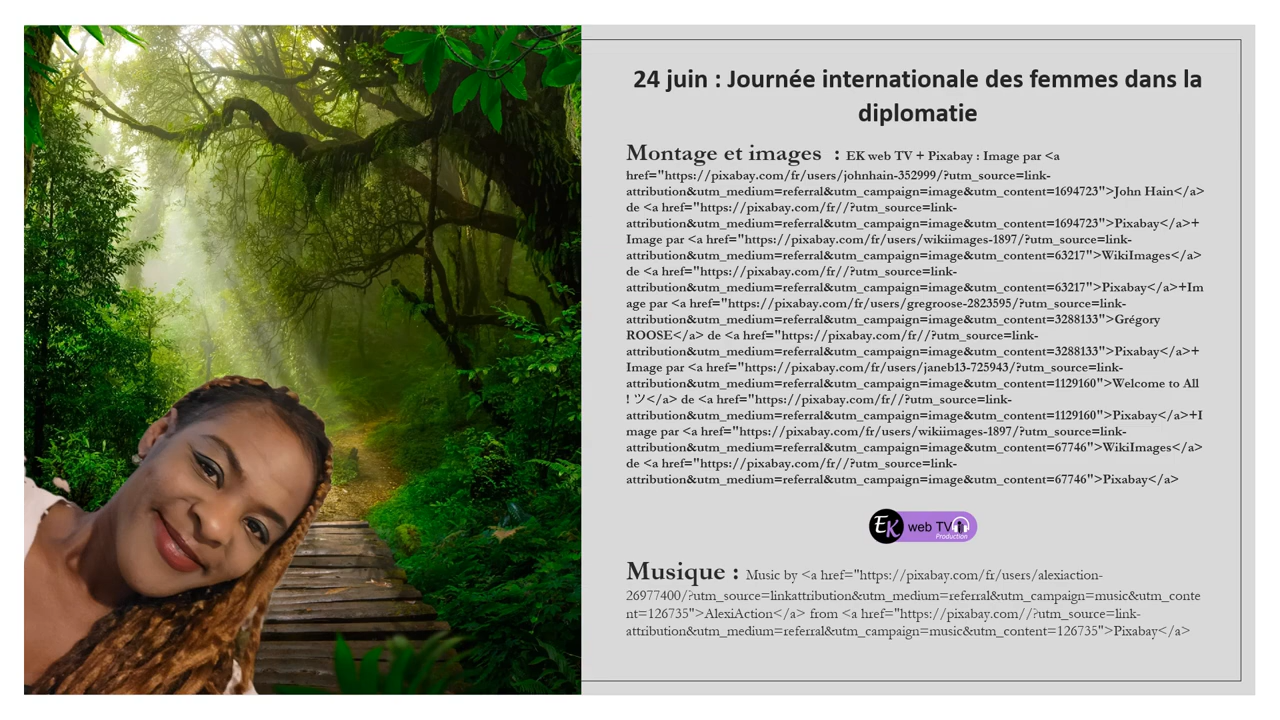 24 juin : Journée internationale des femmes dans la
diplomatie
Montage et images : EK web TV + Pixabay : Image par <a
href="https://pixabay.com/fr/users/johnhain-352999/?utm_source=link-
attribution&utm_medium=referral&utm_campaign=image&utm_content=1694723">John Hain</a>
de <a href="https://pixabay.com/fr//?utm_source=link-
attribution&utm_medium=referral&utm_campaign=image&utm_content=1694723">Pixabay</a>+
Image par <a href="https://pixabay.com/fr/users/wikiimages-1897/?utm_source=link-
attribution&utm_medium=referral&utm_campaign=image&utm_content=63217">WikiImages</a>
de <a href="https://pixabay.com/fr//?utm_source=link-
attribution&utm_medium=referral&utm_campaign=image&utm_content=63217">Pixabay</a>+Im
age par <a href="https://pixabay.com/fr/users/gregroose-2823595/?utm_source=link-
attribution&utm_medium=referral&utm_campaign=image&utm_content=3288133">Grégory
ROOSE</a> de <a href="https://pixabay.com/fr//?utm_source=link-
attribution&utm_medium=referral&utm_campaign=image&utm_content=3288133">Pixabay</a>+
Image par <a href="https://pixabay.com/fr/users/janeb13-725943/?utm_source=link-
attribution&utm_medium=referral&utm_campaign=image&utm_content=1129160">Welcome to All
! ツ</a> de <a href="https://pixabay.com/fr//?utm_source=link-
attribution&utm_medium=referral&utm_campaign=image&utm_content=1129160">Pixabay</a>+I
mage par <a href="https://pixabay.com/fr/users/wikiimages-1897/?utm_source=link-
attribution&utm_medium=referral&utm_campaign=image&utm_content=67746">WikiImages</a>
de <a href="https://pixabay.com/fr//?utm_source=link-
attribution&utm_medium=referral&utm_campaign=image&utm_content=67746">Pixabay</a>
EK web TV
Production
Musique : Music by <a href="https://pixabay.com/fr/users/alexiaction-
26977400/?utm_source=linkattribution&utm_medium=referral&utm_campaign=music&utm_conte
nt=126735">AlexiAction</a> from <a href="https://pixabay.com//?utm_source=link-
attribution&utm_medium=referral&utm_campaign=music&utm_content=126735">Pixabay</a>